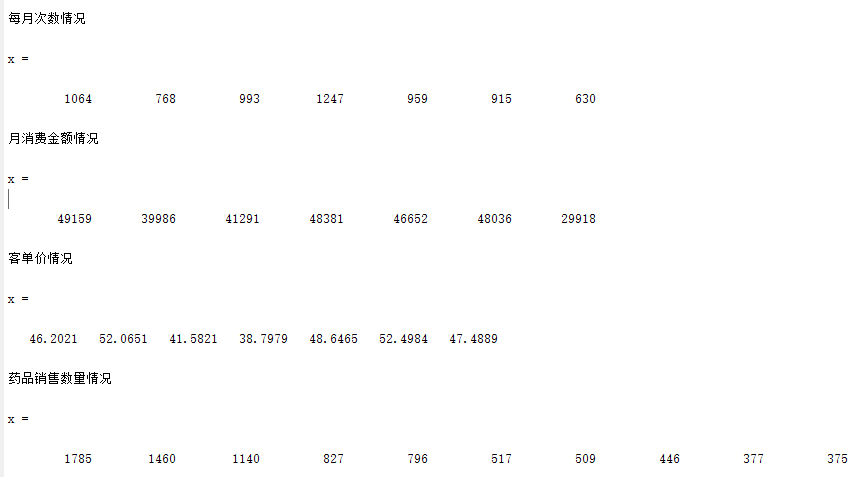 每月次数情况
x =
1064 768 993 1247 959 915 630
月消费金额情况
x =
49159 39986 41291 48381 46652 48036 29918
客单价情况
x =
46.2021 52.0651 41.5821 38.7979 48.6465 52.4984 47.4889
药品销售数量情况
x =
1785 1460 1140 827 796 517 509 446 377 375